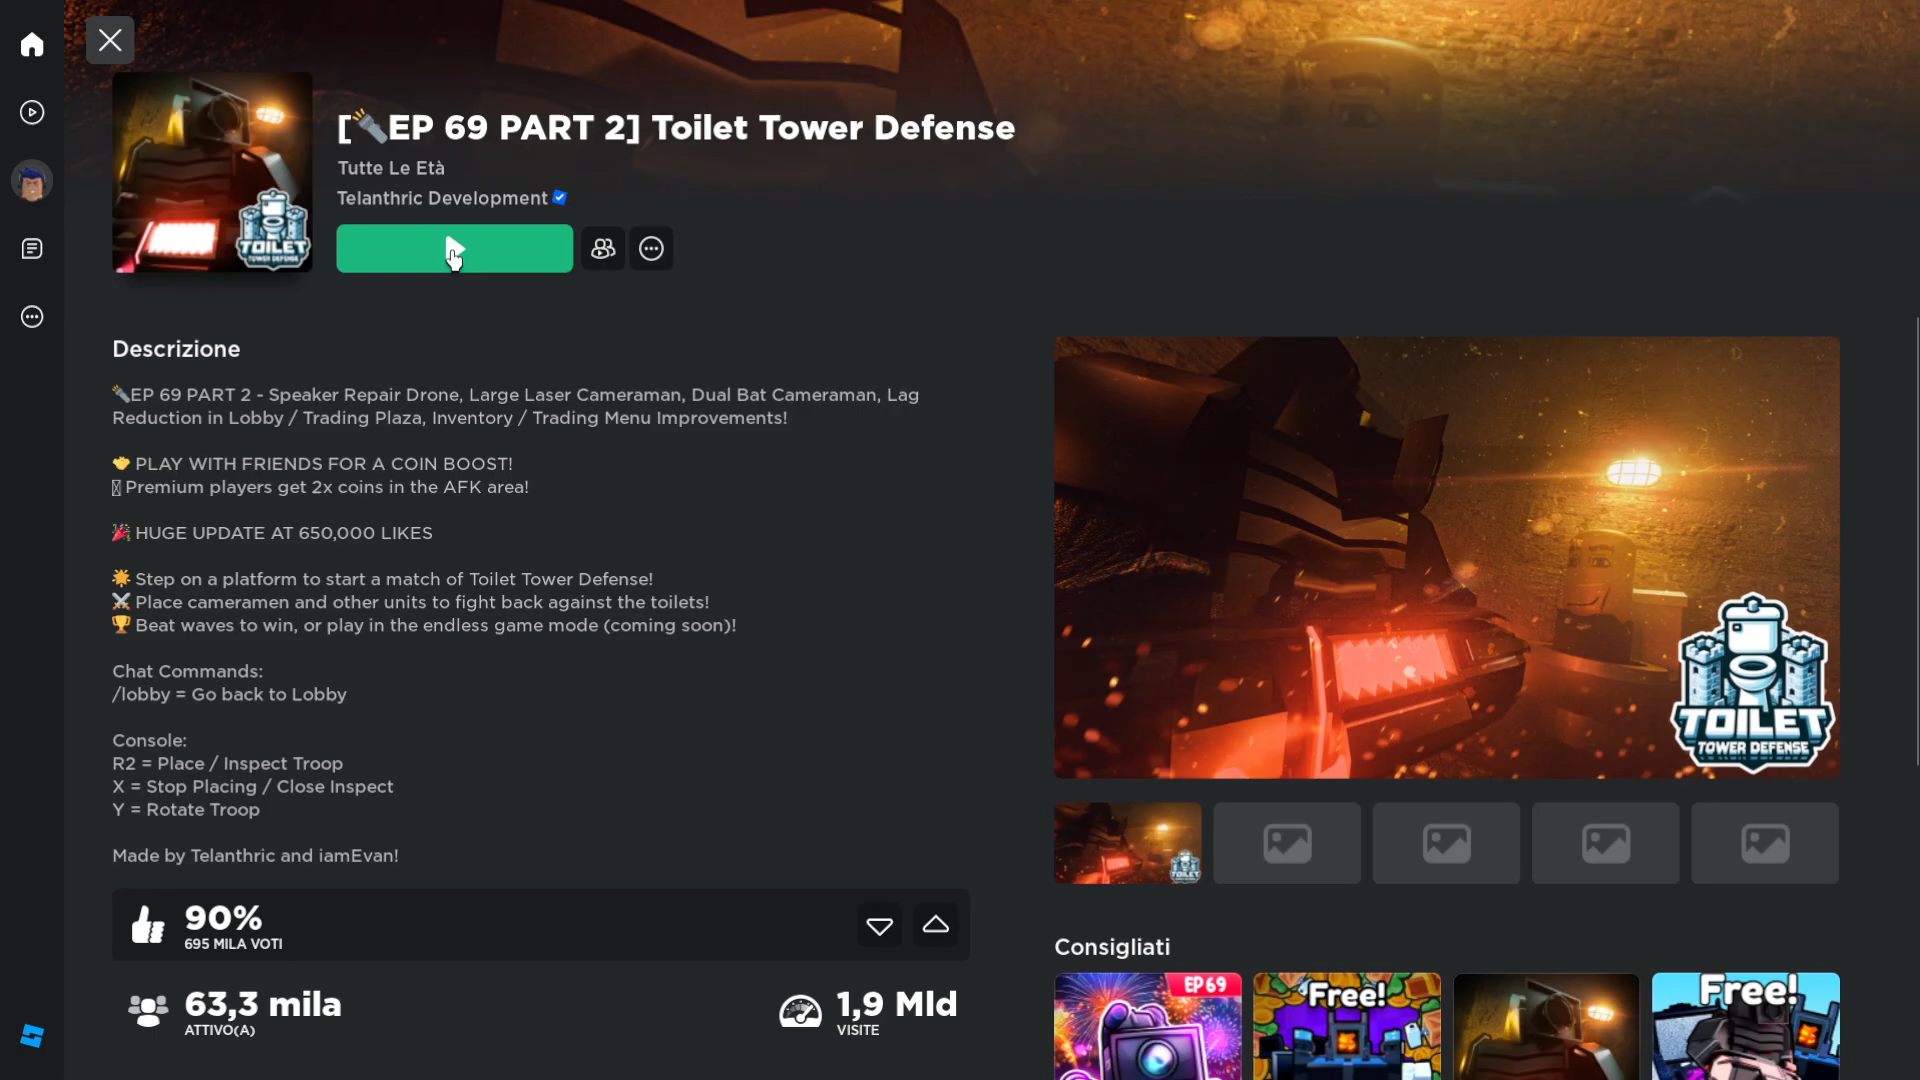 [🔦EP 69 PART 2] Toilet Tower Defense
Tutte Le Età
Telanthric Development
TOILET
TOWER DEFENSE
Descrizione
🔦EP 69 PART 2 - Speaker Repair Drone, Large Laser Cameraman, Dual Bat Cameraman, Lag
Reduction in Lobby / Trading Plaza, Inventory / Trading Menu Improvements!
🤝 PLAY WITH FRIENDS FOR A COIN BOOST!
Premium players get 2x coins in the AFK area!
🎉 HUGE UPDATE AT 650,000 LIKES
🌟 Step on a platform to start a match of Toilet Tower Defense!
⚔️ Place cameramen and other units to fight back against the toilets!
🏆 Beat waves to win, or play in the endless game mode (coming soon)!
Chat Commands:
/lobby = Go back to Lobby
Console:
R2 = Place / Inspect Troop
X = Stop Placing / Close Inspect
Y = Rotate Troop
Made by Telanthric and iamEvan!
90%
695 MILA VOTI
63,3 mila
ATTIVO(A)
1,9 Mld
VISITE
TOILET
TOWER DEFENSE
TOILET
Consigliati
EP 69
Free!
Free!